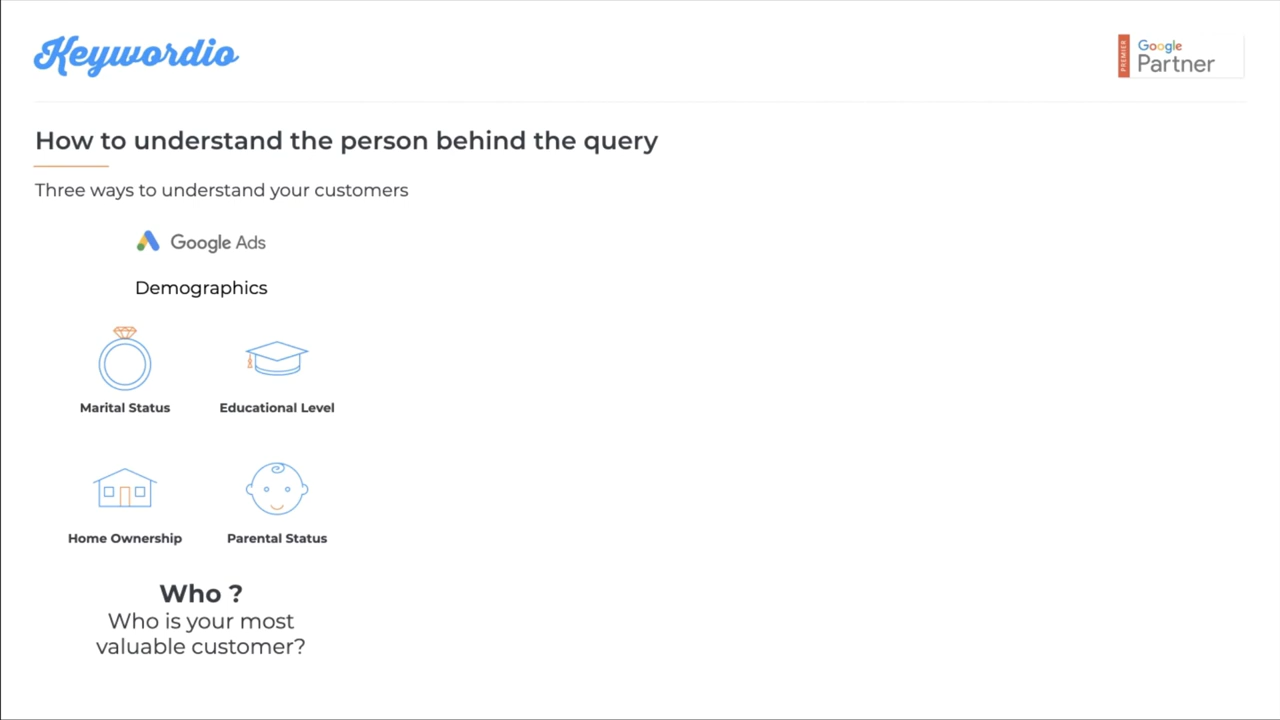 Keywordio
PREMIER
Google
Partner
How to understand the person behind the query
Three ways to understand your customers
Google Ads
Demographics
Marital Status
Educational Level
Home Ownership
Parental Status
Who ?
Who is your most
valuable customer?